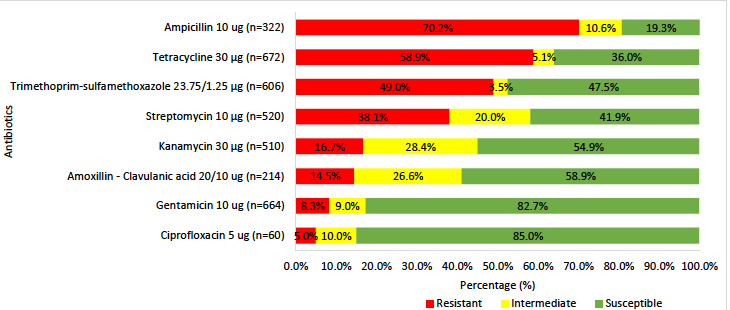 Ampicillin 10 ug (n=322) 70.2% 10.6% 19.3%
Tetracycline 30 µg (n=672) 58.9% 5.1% 36.0%
Trimethoprim-sulfamethoxazole 23.75/1.25 µg (n=606) 49.0% 3.5% 47.5%
Streptomycin 10 µg (n=520) 38.1% 20.0% 41.9%
Kanamycin 30 µg (n=510) 16.7% 28.4% 54.9%
Amoxillin - Clavulanic acid 20/10 ug (n=214) 14.5% 26.6% 58.9%
Gentamicin 10 ug (n=664) 8.3% 9.0% 82.7%
Ciprofloxacin 5 ug (n=60) 5.0% 10.0% 85.0%
Antibiotics
0.0% 10.0% 20.0% 30.0% 40.0% 50.0% 60.0% 70.0% 80.0% 90.0% 100.0%
Percentage (%)
Resistant Intermediate Susceptible